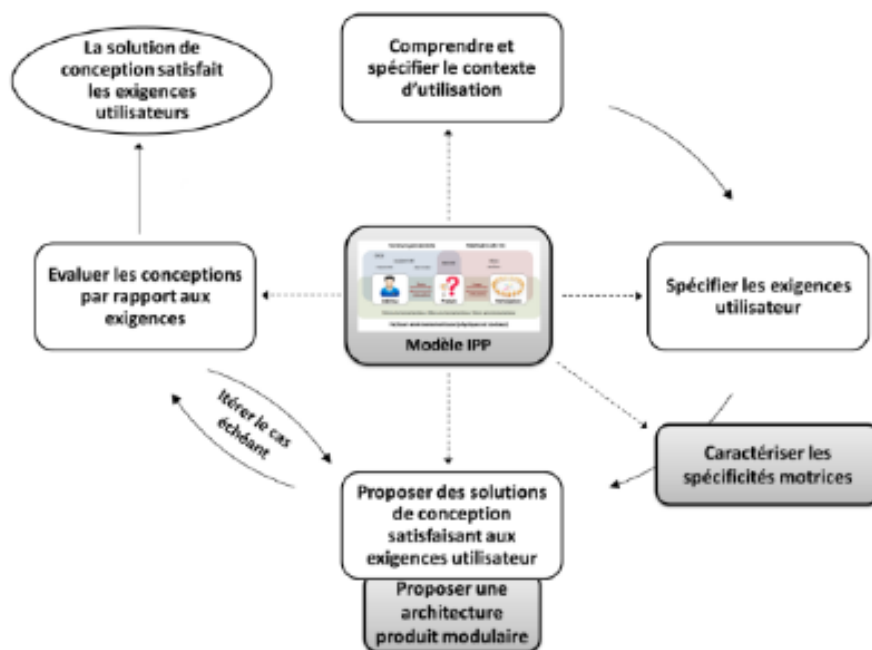 La solution de
conception satisfait
les exigences
utilisateurs
Comprendre et
spécifier le contexte
d'utilisation
Evaluer les conceptions
par rapport aux
exigences
Modèle IPP
Spécifier les exigences
utilisateur
Itérer le cas
échéant
Caractériser les
spécificités motrices
Proposer des solutions
de conception
satisfaisant aux
exigences utilisateur
Proposer une
architecture
produit modulaire